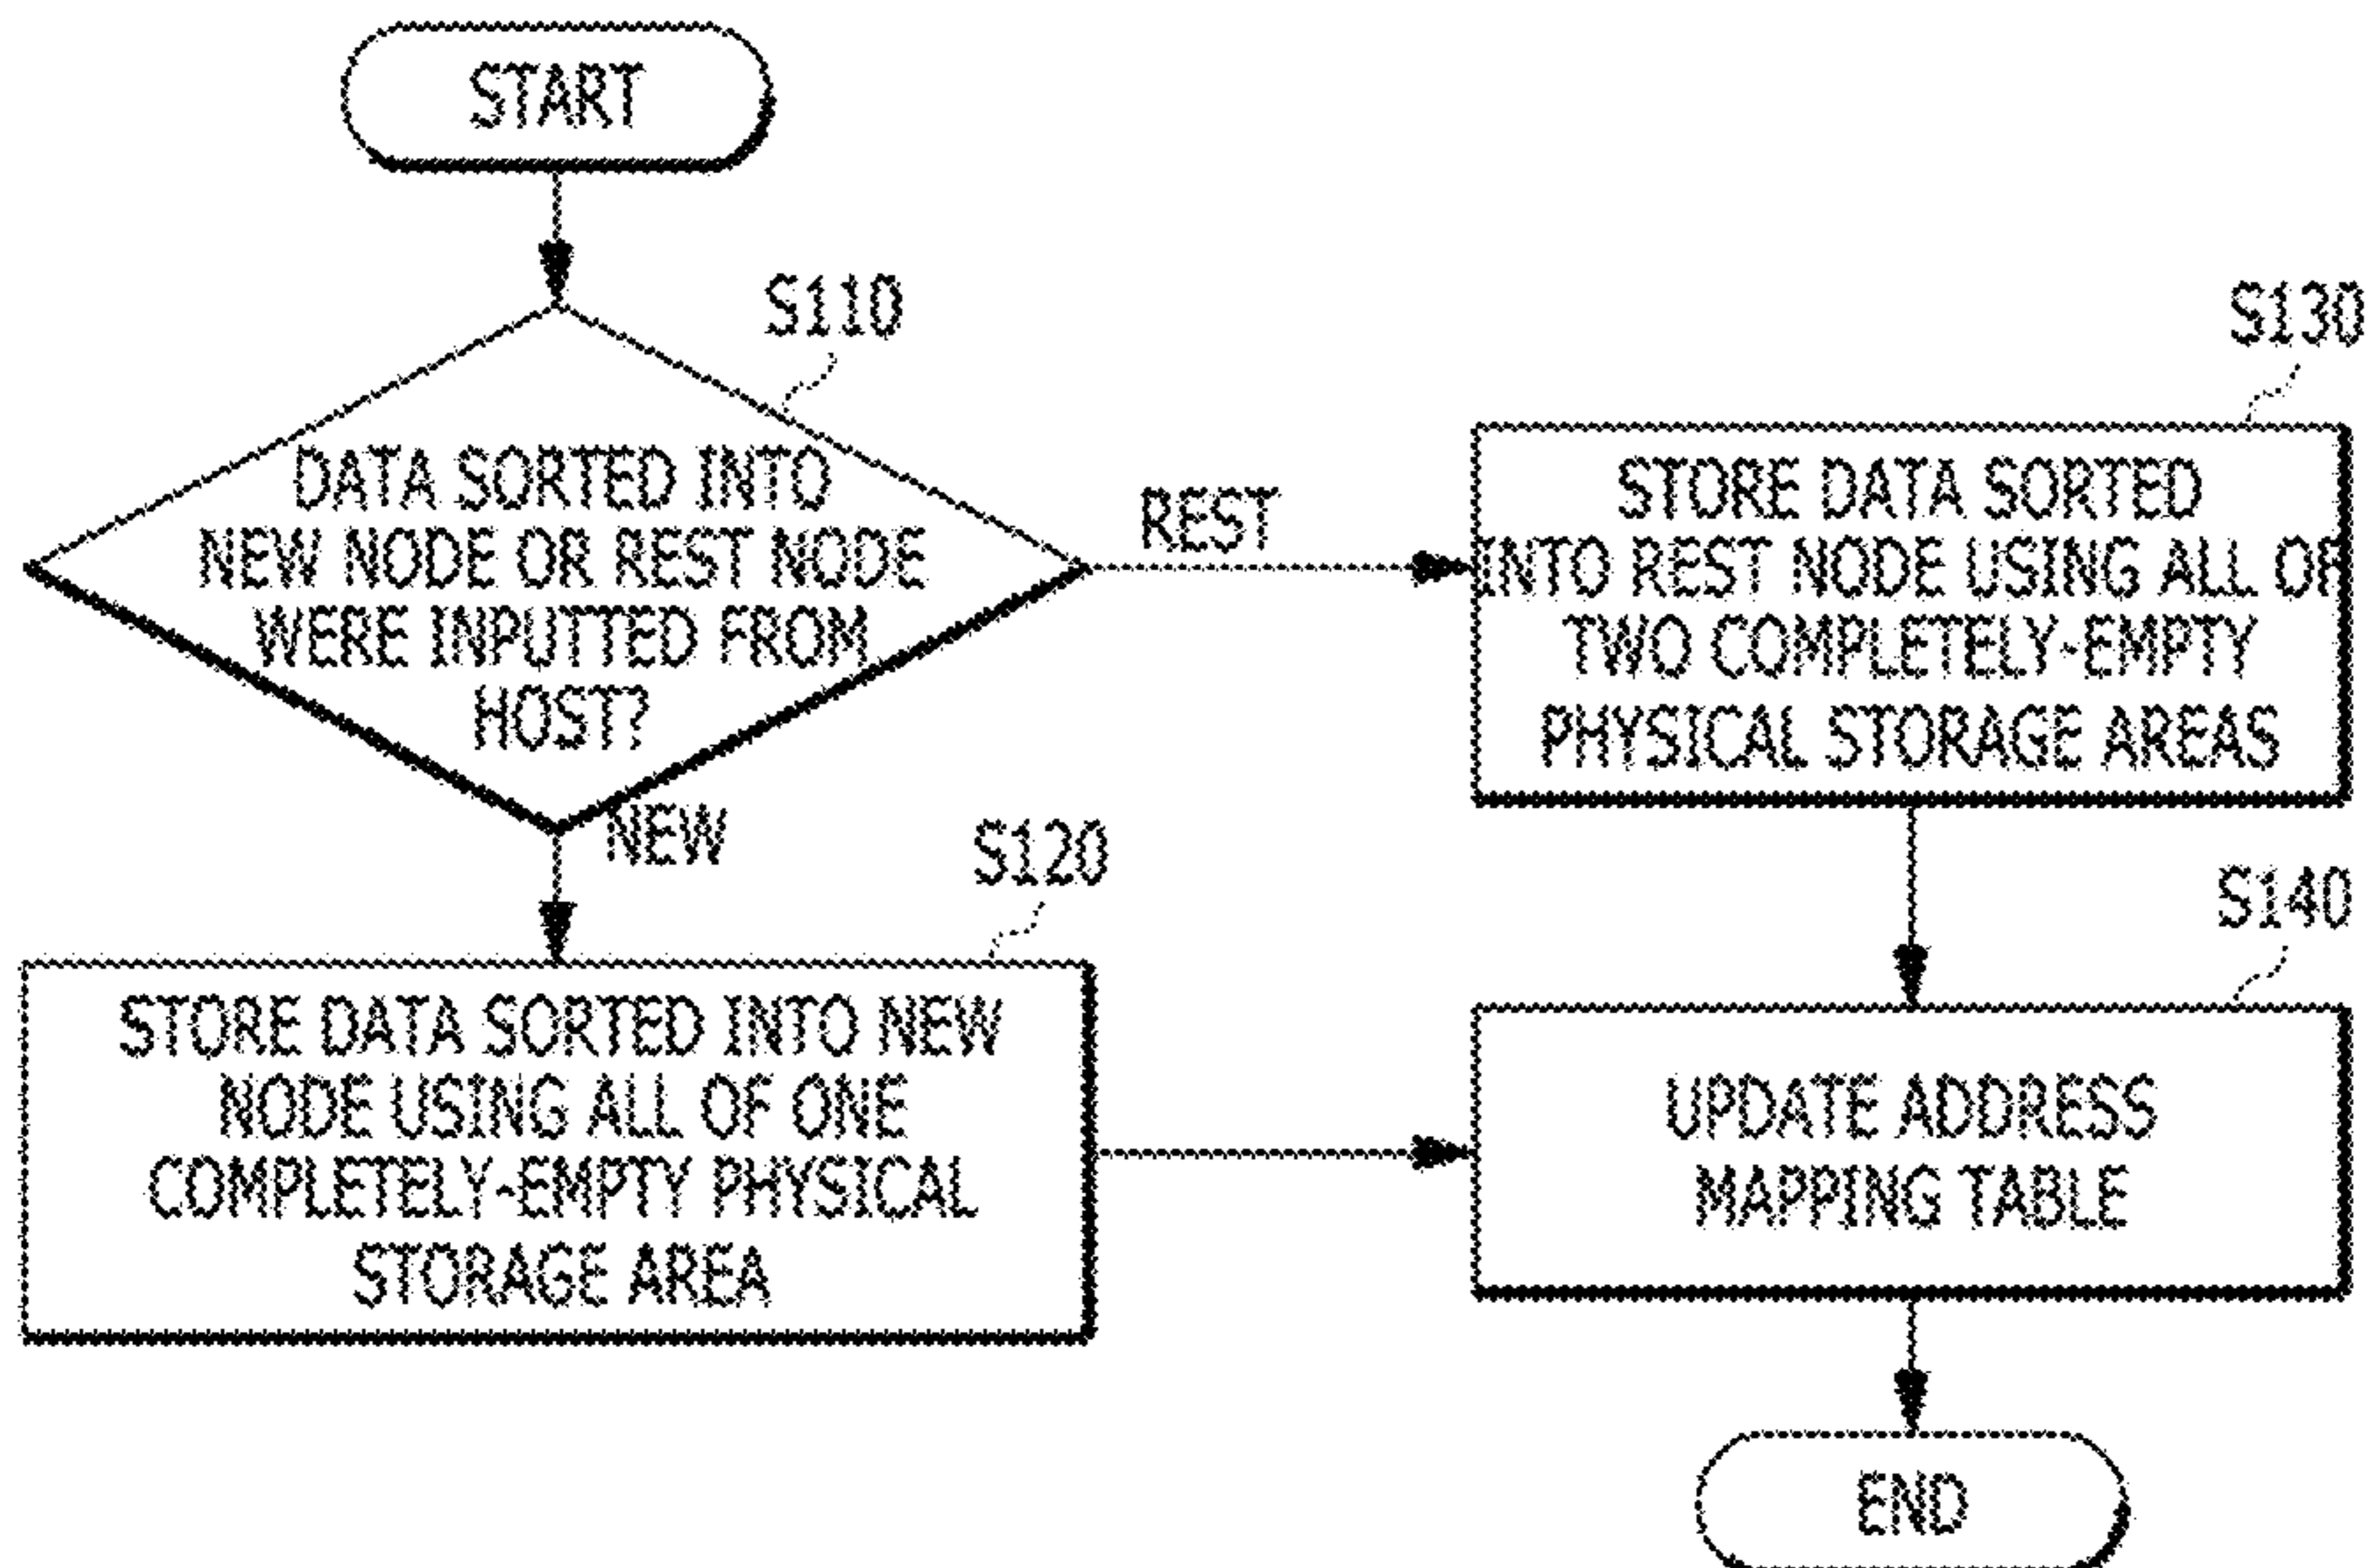 START
S110
DATA SORTED INTO
NEW NODE OR REST NODE
WERE INPUTTED FROM
HOST?
REST
NEW
S130
STORE DATA SORTED
INTO REST NODE USING ALL OF
TWO COMPLETELY-EMPTY
PHYSICAL STORAGE AREAS
S120
STORE DATA SORTED INTO NEW
NODE USING ALL OF ONE
COMPLETELY-EMPTY PHYSICAL
STORAGE AREA
S140
UPDATE ADDRESS
MAPPING TABLE
END